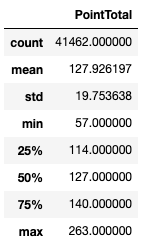 PointTotal
count 41462.000000
mean 127.926197
std 19.753638
min 57.000000
25% 114.000000
50% 127.000000
75% 140.000000
max 263.000000